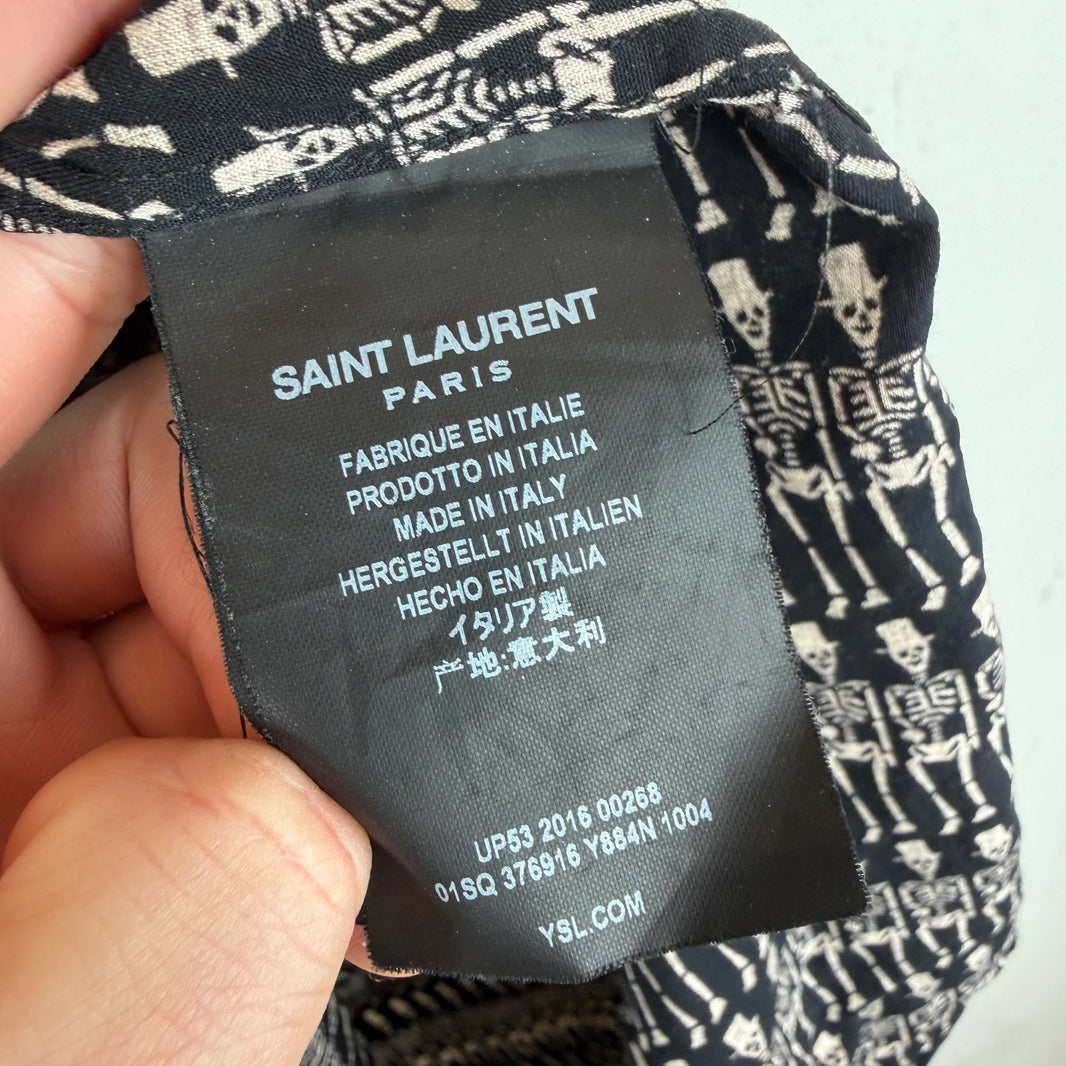 SAINT LAURENT
PARIS
FABRIQUE EN ITALIE
PRODOTTO IN ITALIA
MADE IN ITALY
HERGESTELLT IN ITALIEN
HECHO EN ITALIA
イタリア製
产地:意大利
UP53 2016 00268
01SQ 376916 Y884N 1004
YSL.COM